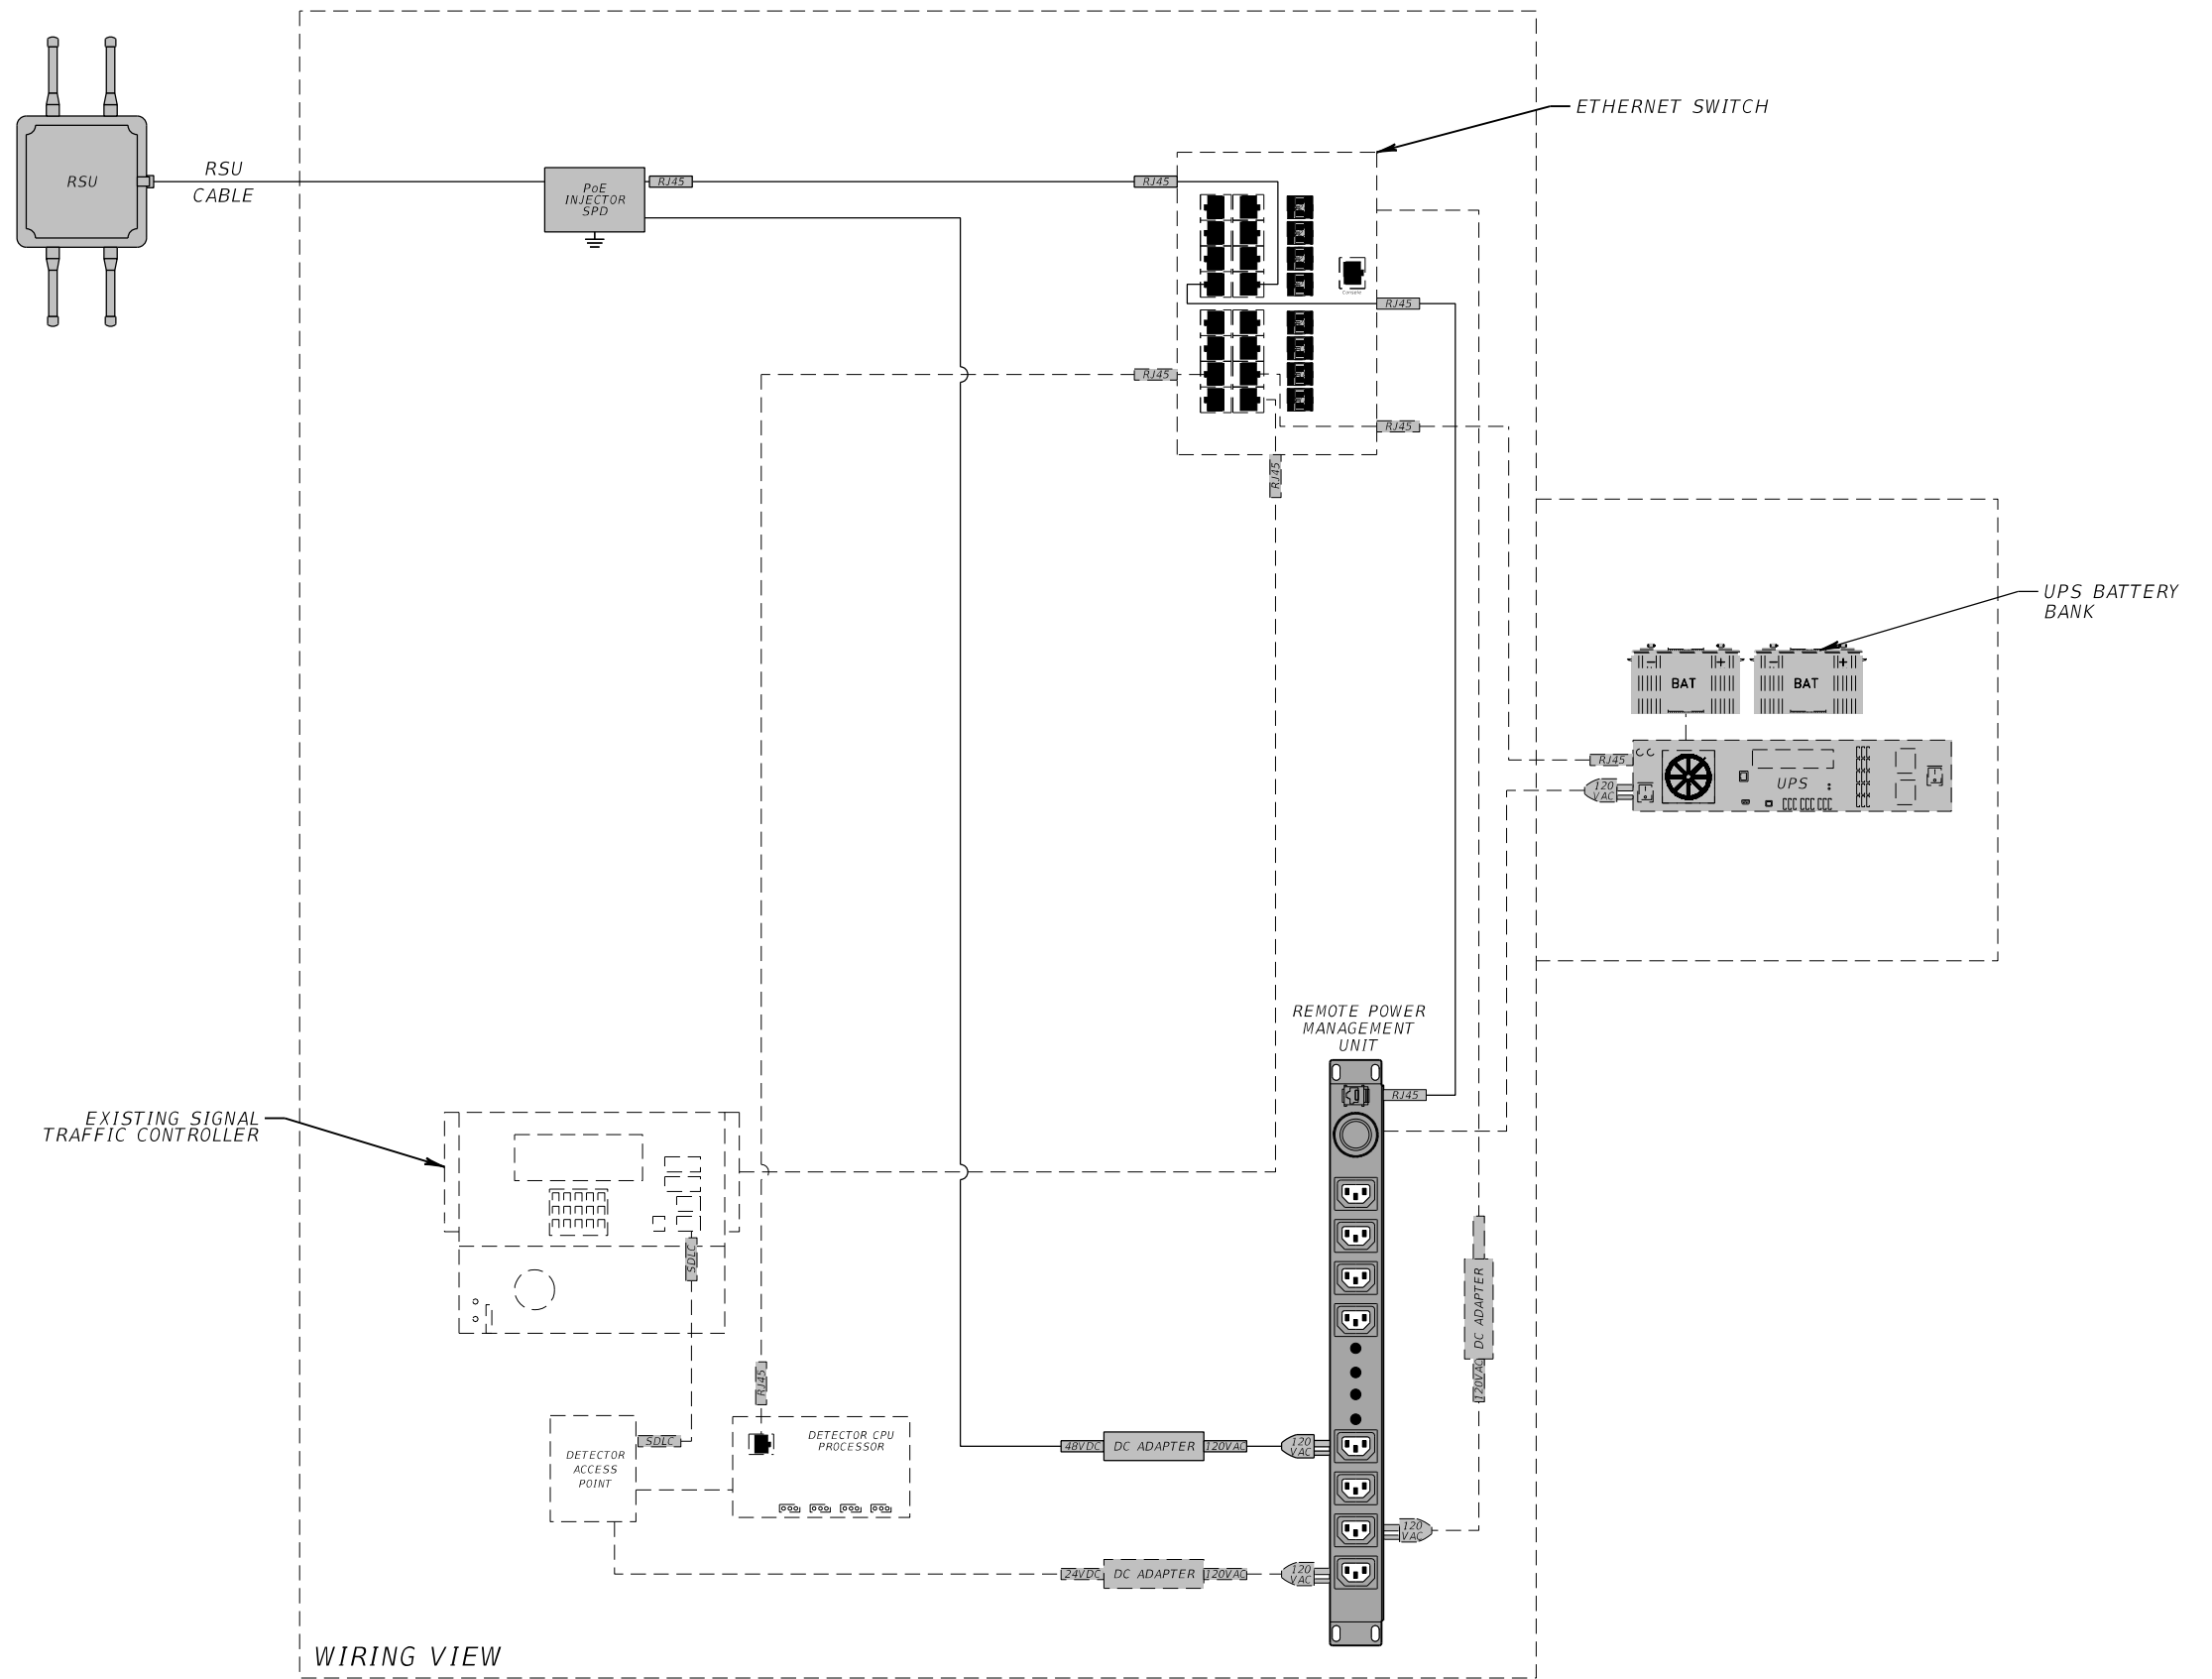 ETHERNET SWITCH
RSU
RSU
CABLE
PoE
INJECTOR
SPD
RJ45
RJ45
RJ45
RJ45
RJ45
RJ45
UPS BATTERY
BANK
BAT
BAT
RJ45
UPS
120
VAC
REMOTE POWER
MANAGEMENT
UNIT
RJ45
EXISTING SIGNAL
TRAFFIC CONTROLLER
SDLC
DC ADAPTER
120VAC
RJ45
SDLC
DETECTOR
ACCESS
POINT
DETECTOR CPU
PROCESSOR
48VDC
DC ADAPTER
120VAC
120
VAC
120
VAC
24VDC
DC ADAPTER
120VAC
120
VAC
WIRING VIEW